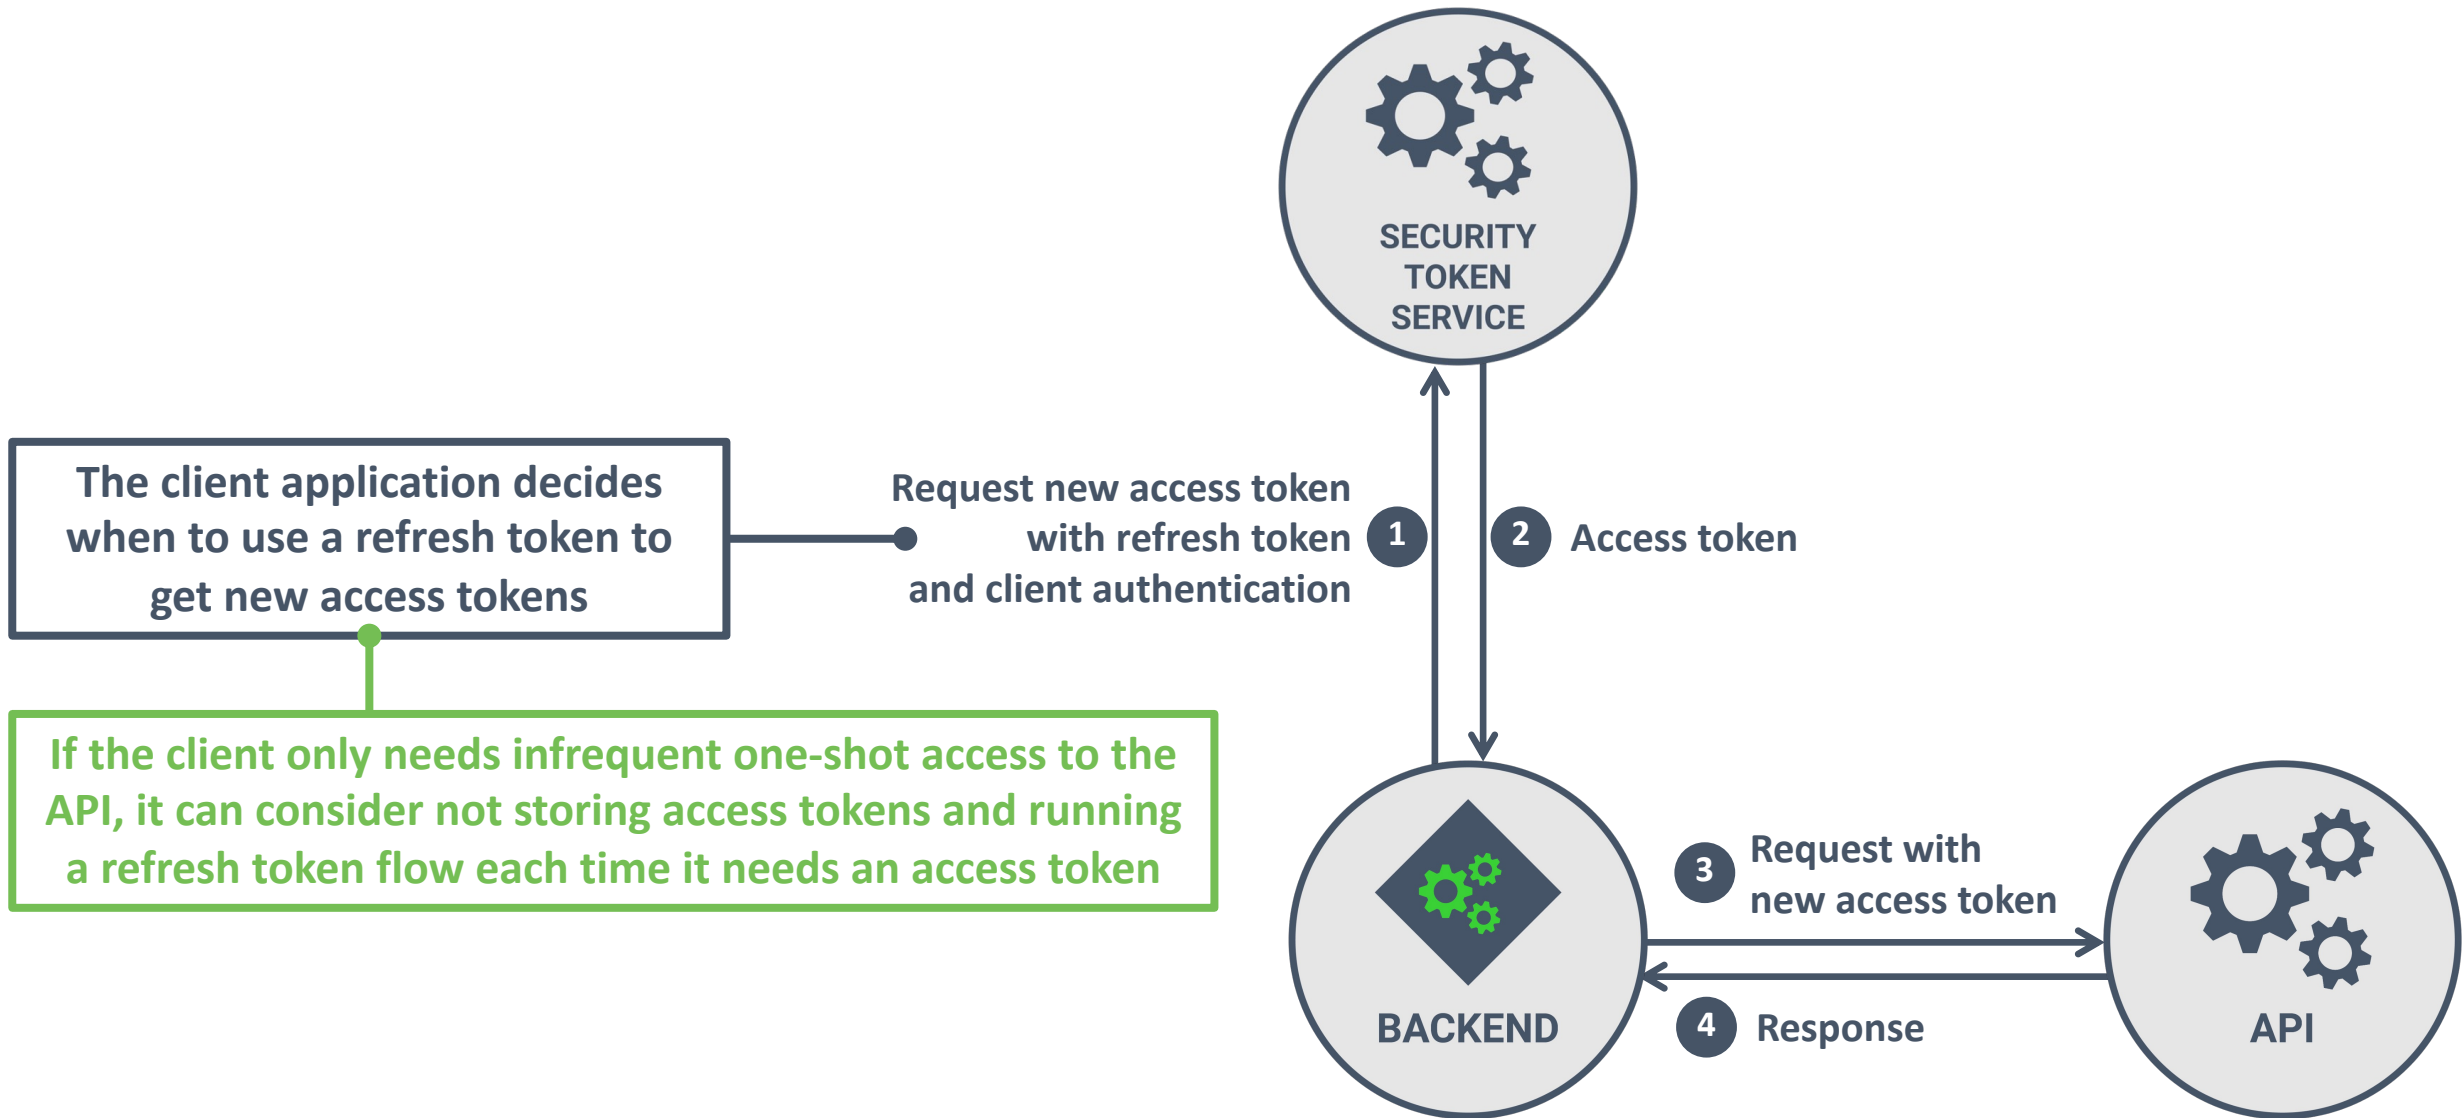 SECURITY
TOKEN
SERVICE
The client application decides
when to use a refresh token to
get new access tokens
Request new access token
with refresh token
and client authentication
1
2
Access token
If the client only needs infrequent one-shot access to the
API, it can consider not storing access tokens and running
a refresh token flow each time it needs an access token
3
Request with
new access token
BACKEND
4
Response
API